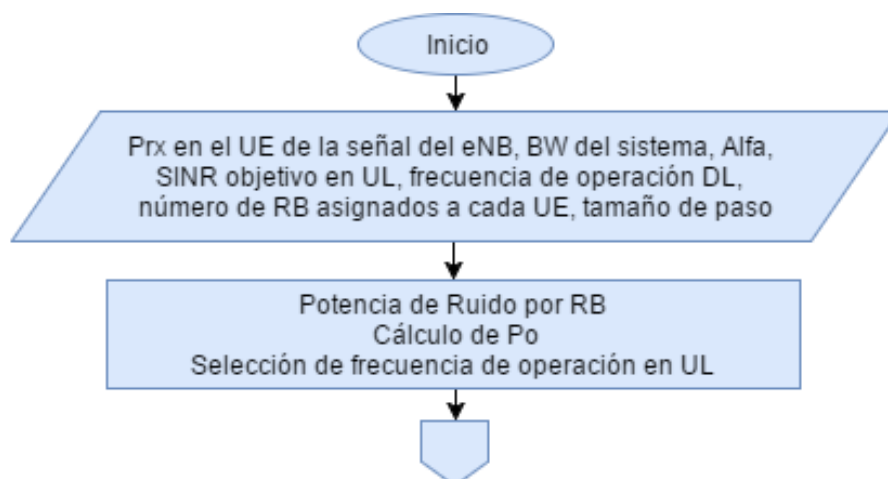 Inicio
Prx en el UE de la señal del eNB, BW del sistema, Alfa,
SINR objetivo en UL, frecuencia de operación DL,
número de RB asignados a cada UE, tamaño de paso
Potencia de Ruido por RB
Cálculo de Po
Selección de frecuencia de operación en UL